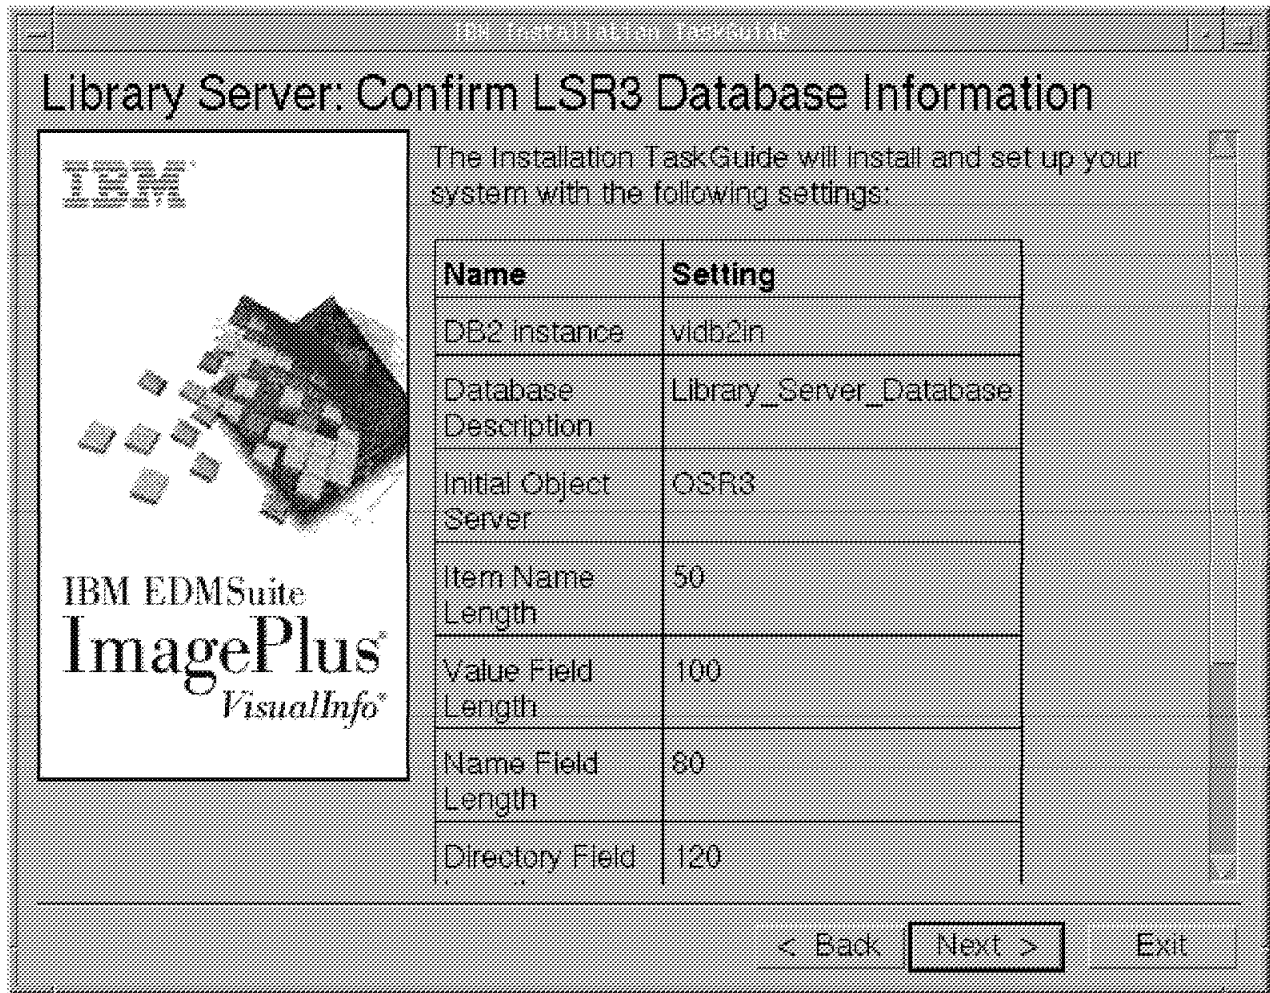 IBM Installation TaskGuide
Library Server: Confirm LSR3 Database Information
IBM
The Installation TaskGuide will install and set up your
system with the following settings:
Name Setting
DB2 instance vidb2in
Database Library_Server_Database
Description
Initial Object OSR3
Server
Item Name 50
Length
Value Field 100
Length
Name Field 80
Length
Directory Field 120
IBM EDMSuite
ImagePlus®
VisualInfo®
< Back Next > Exit